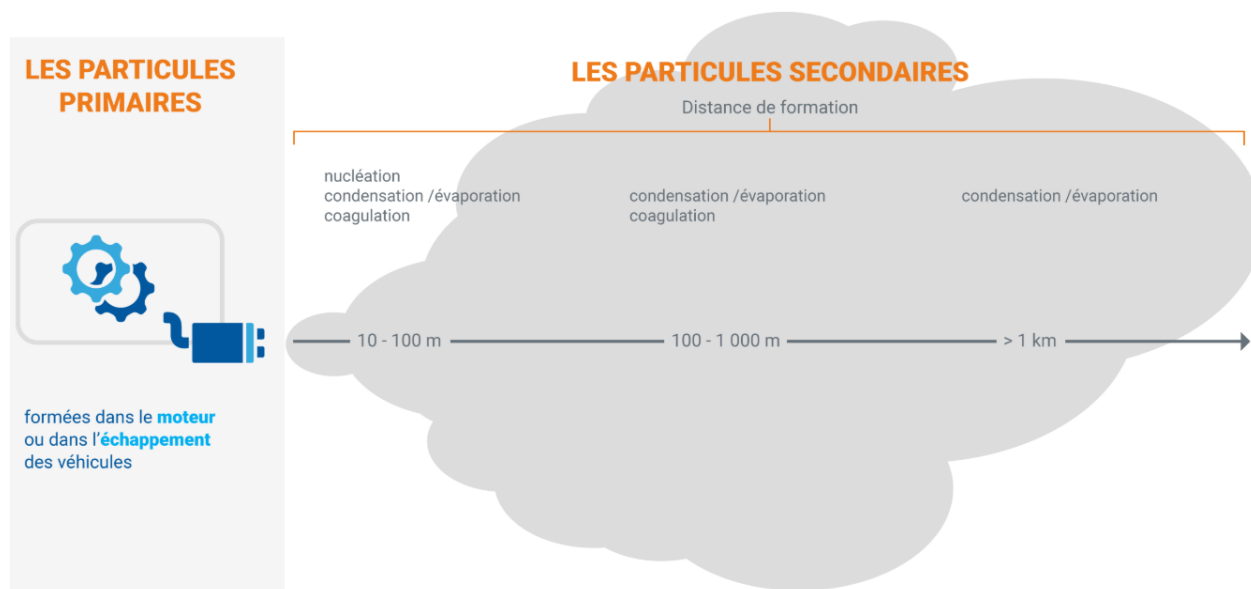 LES PARTICULES
PRIMAIRES
formées dans le moteur
ou dans l'échappement
des véhicules
LES PARTICULES SECONDAIRES
Distance de formation
nucléation
condensation /évaporation
coagulation
condensation /évaporation
coagulation
condensation /évaporation
10 - 100 m
100 - 1 000 m
> 1 km